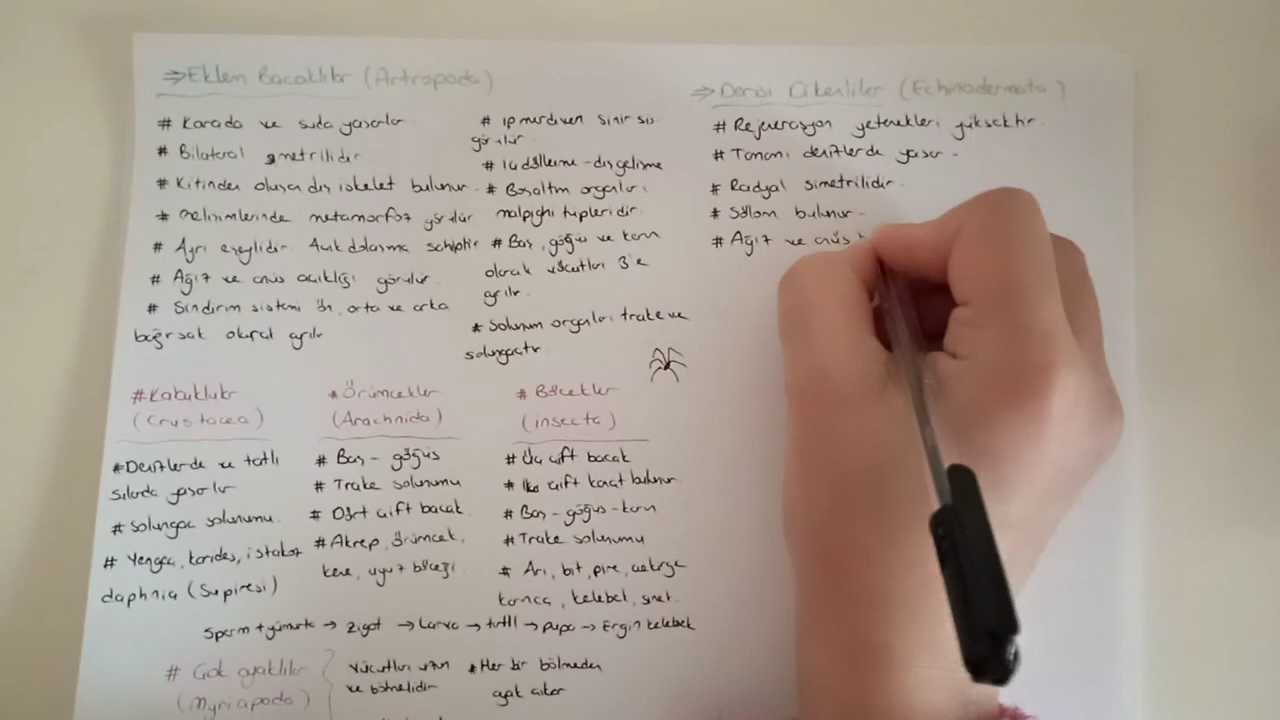 ⇒ Eklem Bacaklılar (Artropoda)
# Karada ve suda yaşarlar.
# Bilateral simetrilidir
# Kitinden oluşan dış iskelet bulunur.
# Gelişimlerinde metamorfoz görülür
# Ayrı eşeylidir. Açık dolaşıma sahiptir
# Ağız ve anüs açıklığı görülür.
# Sindirim sistemi ön, orta ve arka
bağırsak olarak ayrılır
# ip merdiven sinir sis.
görülür.
# iç dölleme - dış gelişme
# Boşaltım organları
malpighi tüpleridir.
# Baş, göğüs ve karın
olarak vücutları 3'e
ayrılır.
# Solunum organları trake ve
solungaçtır.
# Kabuklular
(Crustacea)
# Denizlerde ve tatlı
sularda yaşarlar
# Solungaç solunumu.
# Yengeç, karides, istakoz
daphnia (Su piresi)
# Örümcekler
(Arachnida)
# Baş - göğüs
# Trake solunumu
# Dört çift bacak.
# Akrep, örümcek,
kene, uyuz böceği.
# Böcekler
(insecta)
# Üç çift bacak
# İki çift kanat bulunur
# Baş - göğüs - karın
# Trake solunumu
# Arı, bit, pire, çekirge
karınca, kelebek, sinek.
Sperm + yumurta → Zigot → Larva → tırtıl → pupa → Ergin kelebek
# Çok ayaklılar
(Myriapoda)
Vücutları uzun
ve bölmelidir
# Her bir bölmeden
ayak çıkar
⇒ Derisi Dikenliler (Echinodermata)
# Rejenerasyon yetenekleri yüksektir.
# Tamamı denizlerde yaşar.
# Radyal simetrilidir.
# Sölom bulunur.
# Ağız ve anüs